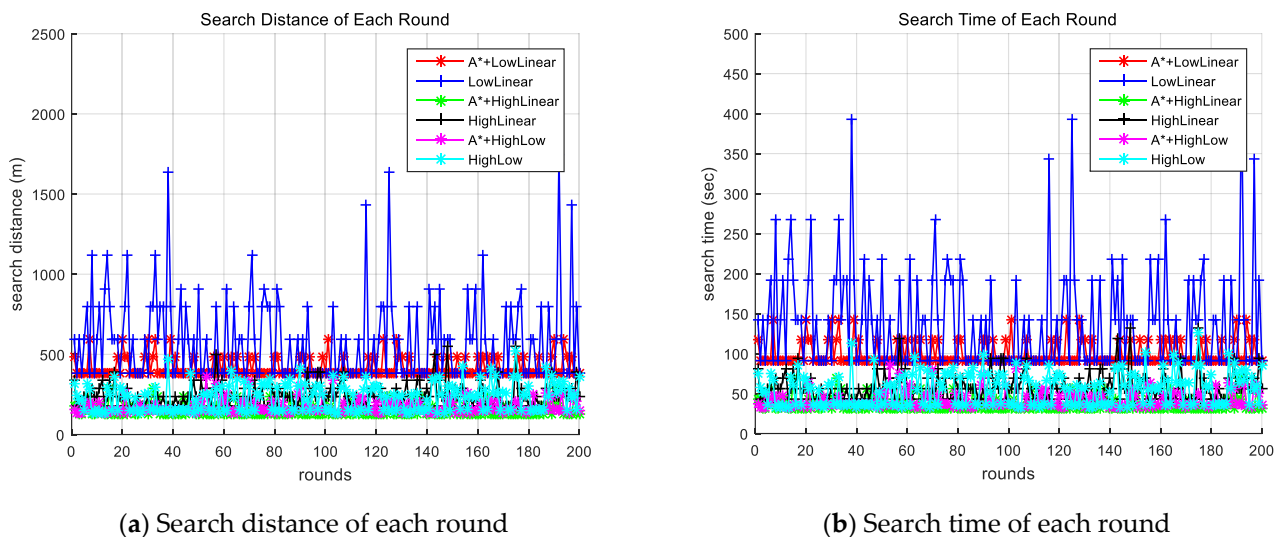 Search Distance of Each Round
2500
2000
1500
1000
500
0
search distance (m)
0 20 40 60 80 100 120 140 160 180 200
rounds
A*+LowLinear
LowLinear
A*+HighLinear
HighLinear
A*+HighLow
HighLow
(a) Search distance of each round
Search Time of Each Round
500
450
400
350
300
250
200
150
100
50
0
search time (sec)
0 20 40 60 80 100 120 140 160 180 200
rounds
A*+LowLinear
LowLinear
A*+HighLinear
HighLinear
A*+HighLow
HighLow
(b) Search time of each round